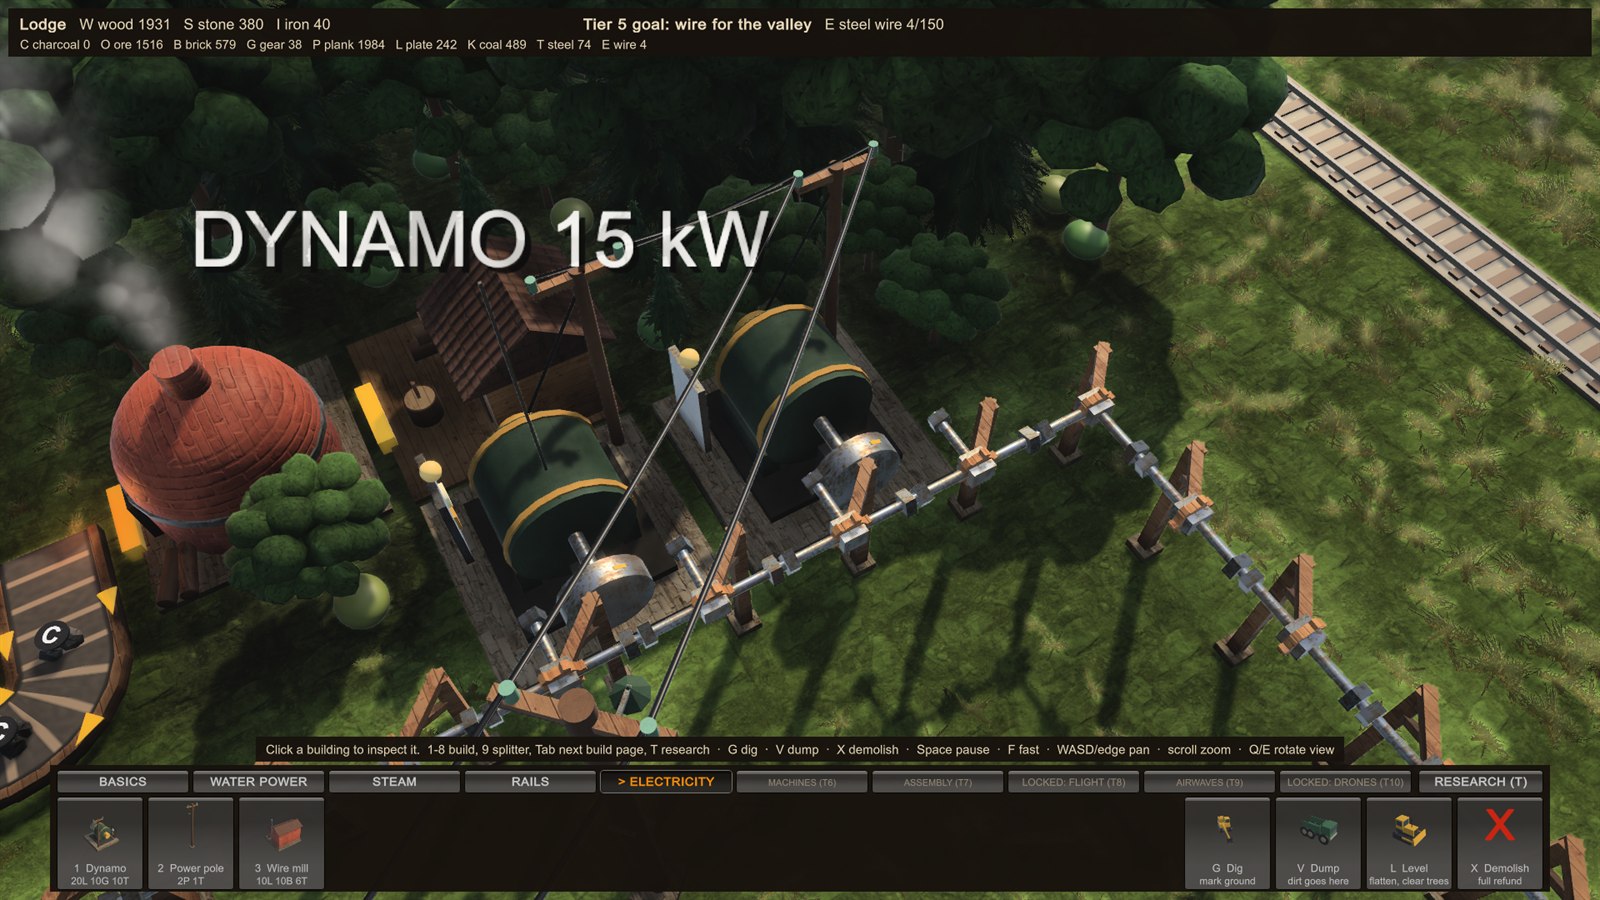 Lodge W wood 1931 S stone 380 I iron 40
Tier 5 goal: wire for the valley E steel wire 4/150
C charcoal 0 O ore 1516 B brick 579 G gear 38 P plank 1984 L plate 242 K coal 489 T steel 74 E wire 4
DYNAMO 15 kW
C
C
Click a building to inspect it. 1-8 build, 9 splitter, Tab next build page, T research · G dig · V dump · X demolish · Space pause · F fast · WASD/edge pan · scroll zoom · Q/E rotate view
BASICS
WATER POWER
STEAM
RAILS
> ELECTRICITY
MACHINES (T6)
ASSEMBLY (T7)
LOCKED: FLIGHT (T8)
AIRWAVES (T9)
LOCKED: DRONES (T10)
RESEARCH (T)
1 Dynamo
20L 10G 10T
2 Power pole
2P 1T
3 Wire mill
10L 10B 6T
G Dig
mark ground
V Dump
dirt goes here
L Level
flatten, clear trees
X Demolish
full refund